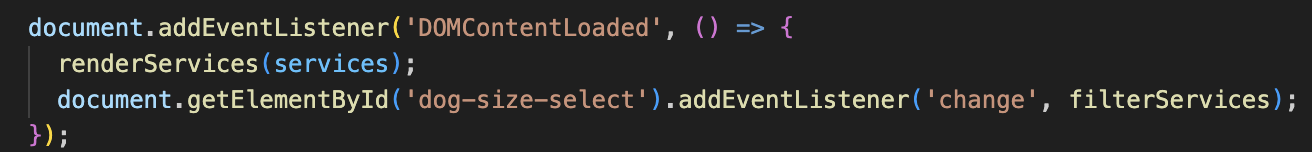 document.addEventListener('DOMContentLoaded', () => {
  renderServices(services);
  document.getElementById('dog-size-select').addEventListener('change', filterServices);
});